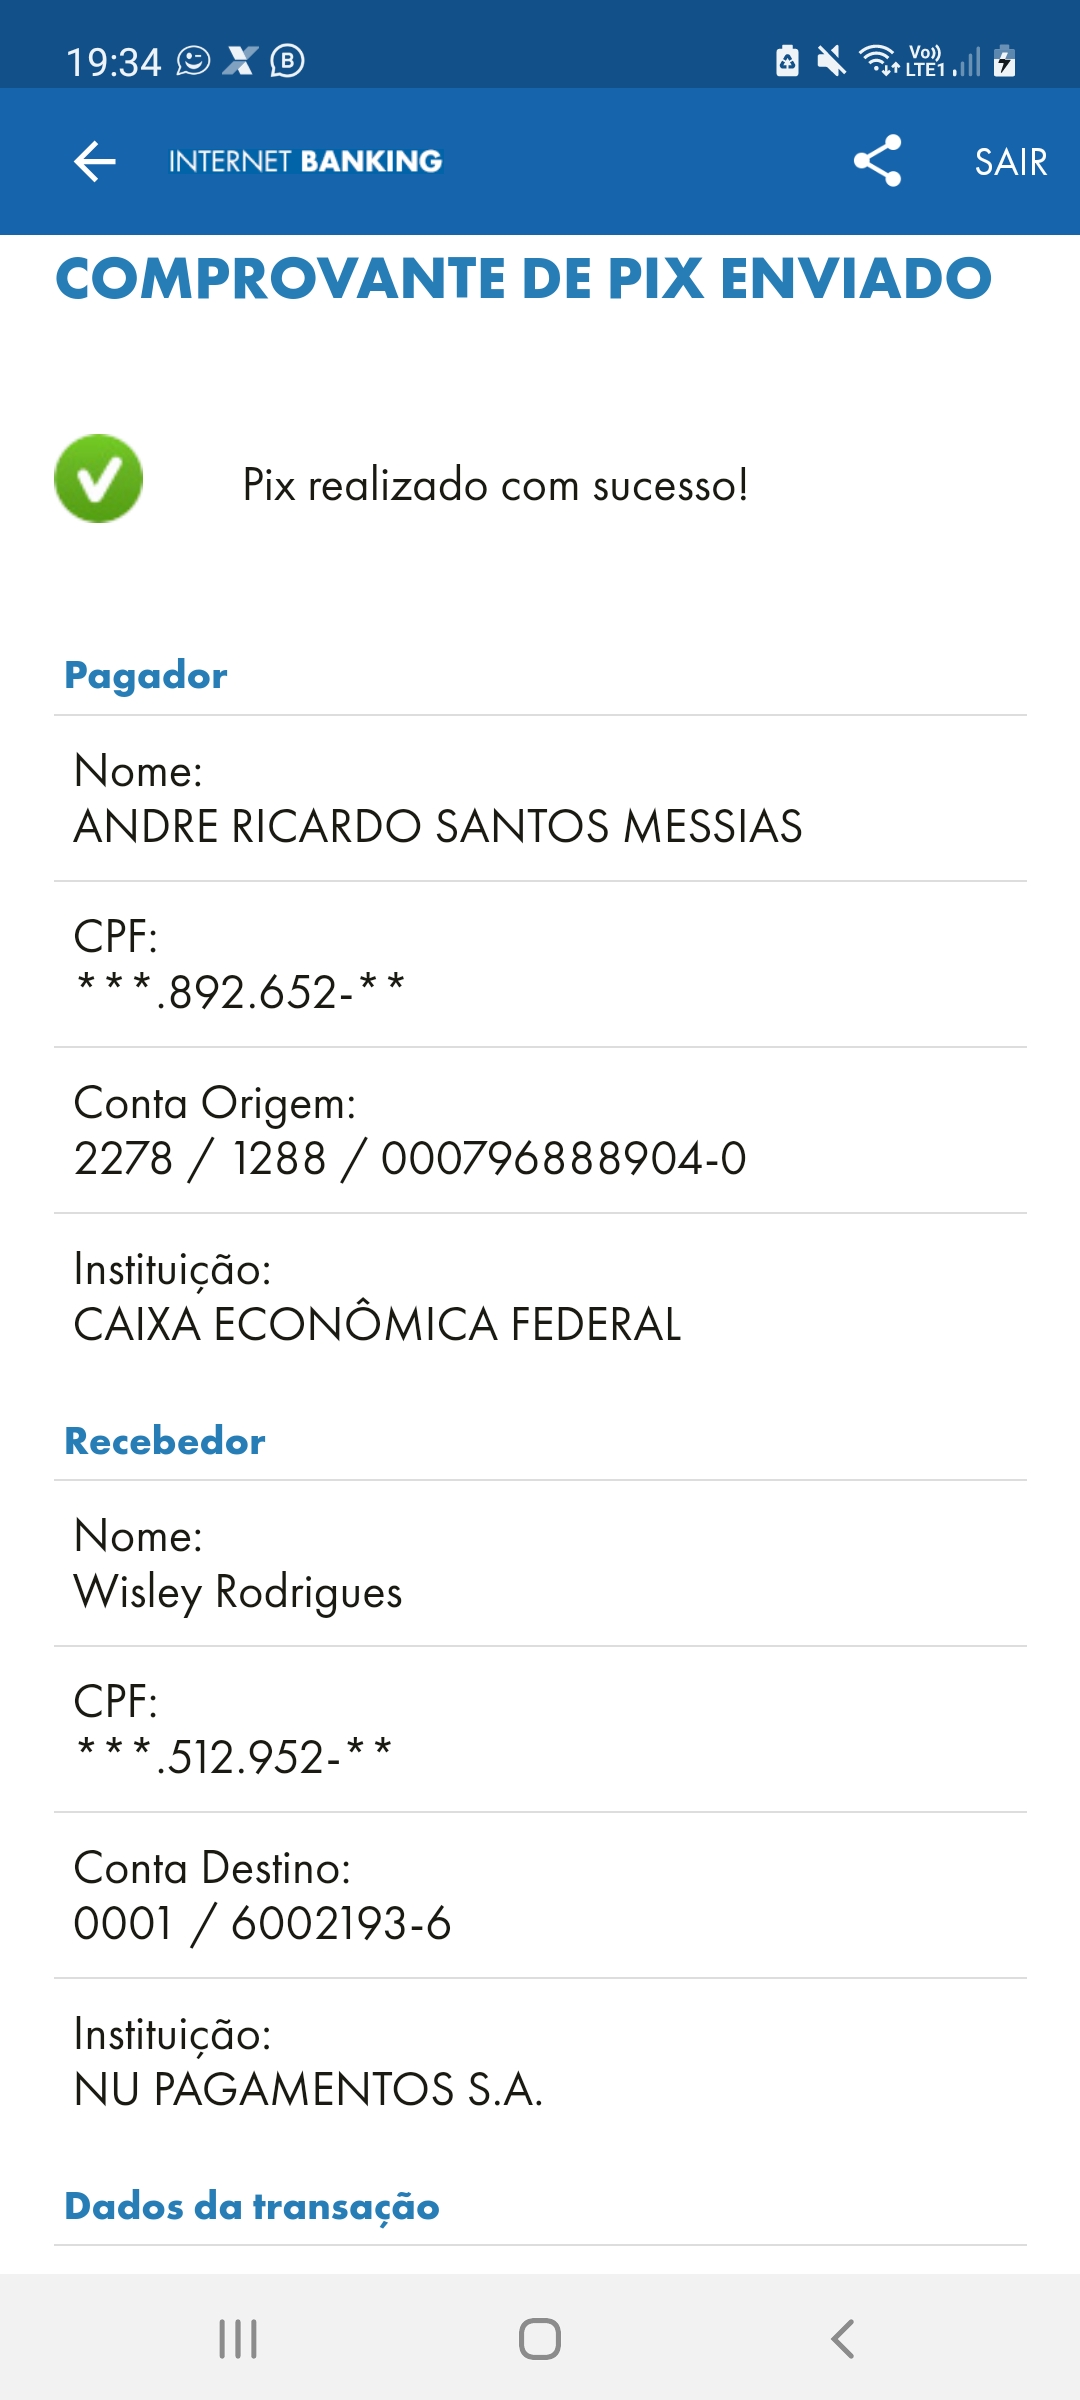 19:34
Vo))
LTE1
INTERNET BANKING
SAIR
COMPROVANTE DE PIX ENVIADO
Pix realizado com sucesso!
Pagador
Nome:
ANDRE RICARDO SANTOS MESSIAS
CPF:
***.892.652-**
Conta Origem:
2278 / 1288 / 000796888904-0
Instituição:
CAIXA ECONÔMICA FEDERAL
Recebedor
Nome:
Wisley Rodrigues
CPF:
***.512.952-**
Conta Destino:
0001 / 6002193-6
Instituição:
NU PAGAMENTOS S.A.
Dados da transação